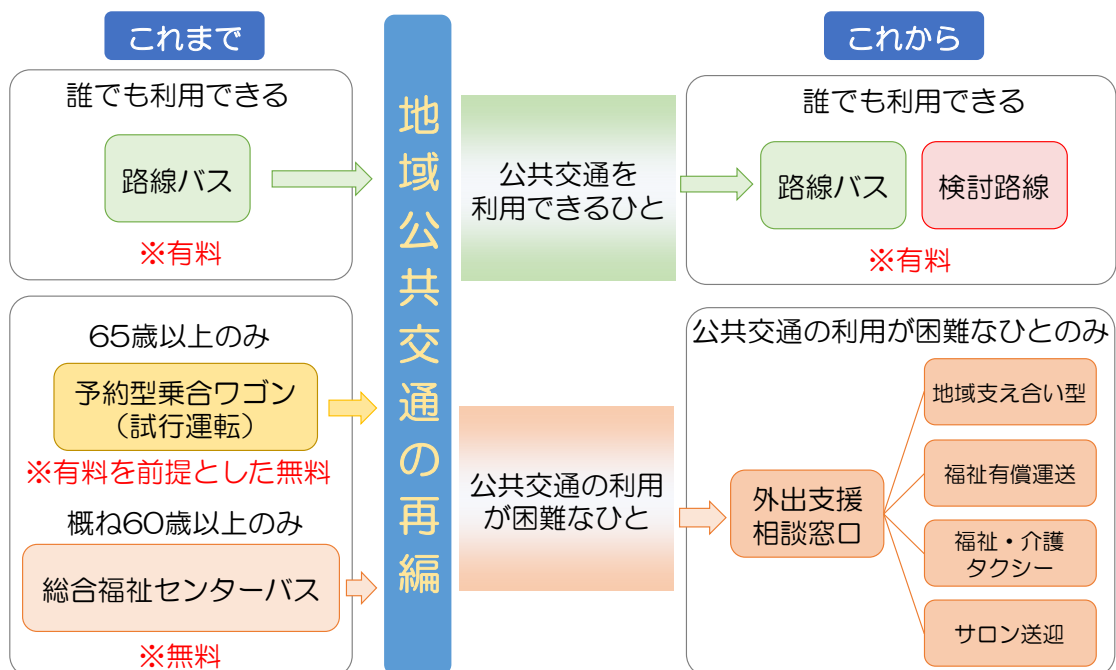 これまで
誰でも利用できる
路線バス
※有料
65歳以上のみ
予約型乗合ワゴン
（試行運転）
※有料を前提とした無料
概ね60歳以上のみ
総合福祉センターバス
※無料
地域公共交通の再編
公共交通を
利用できるひと
公共交通の利用
が困難なひと
これから
誰でも利用できる
路線バス
検討路線
※有料
公共交通の利用が困難なひとのみ
外出支援
相談窓口
地域支え合い型
福祉有償運送
福祉・介護
タクシー
サロン送迎